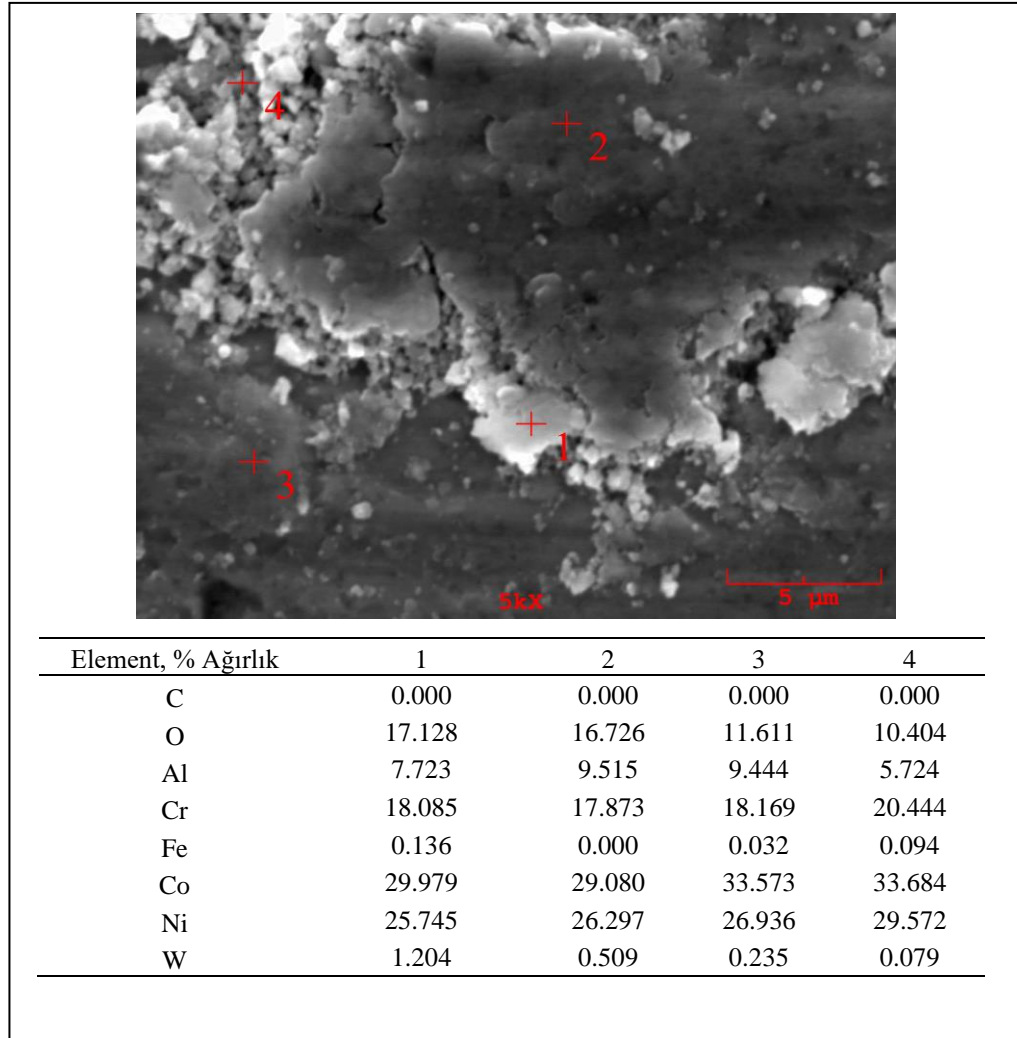 4
2
1
3
5kX 5 µm
Element, % Ağırlık 1 2 3 4
C 0.000 0.000 0.000 0.000
O 17.128 16.726 11.611 10.404
Al 7.723 9.515 9.444 5.724
Cr 18.085 17.873 18.169 20.444
Fe 0.136 0.000 0.032 0.094
Co 29.979 29.080 33.573 33.684
Ni 25.745 26.297 26.936 29.572
W 1.204 0.509 0.235 0.079